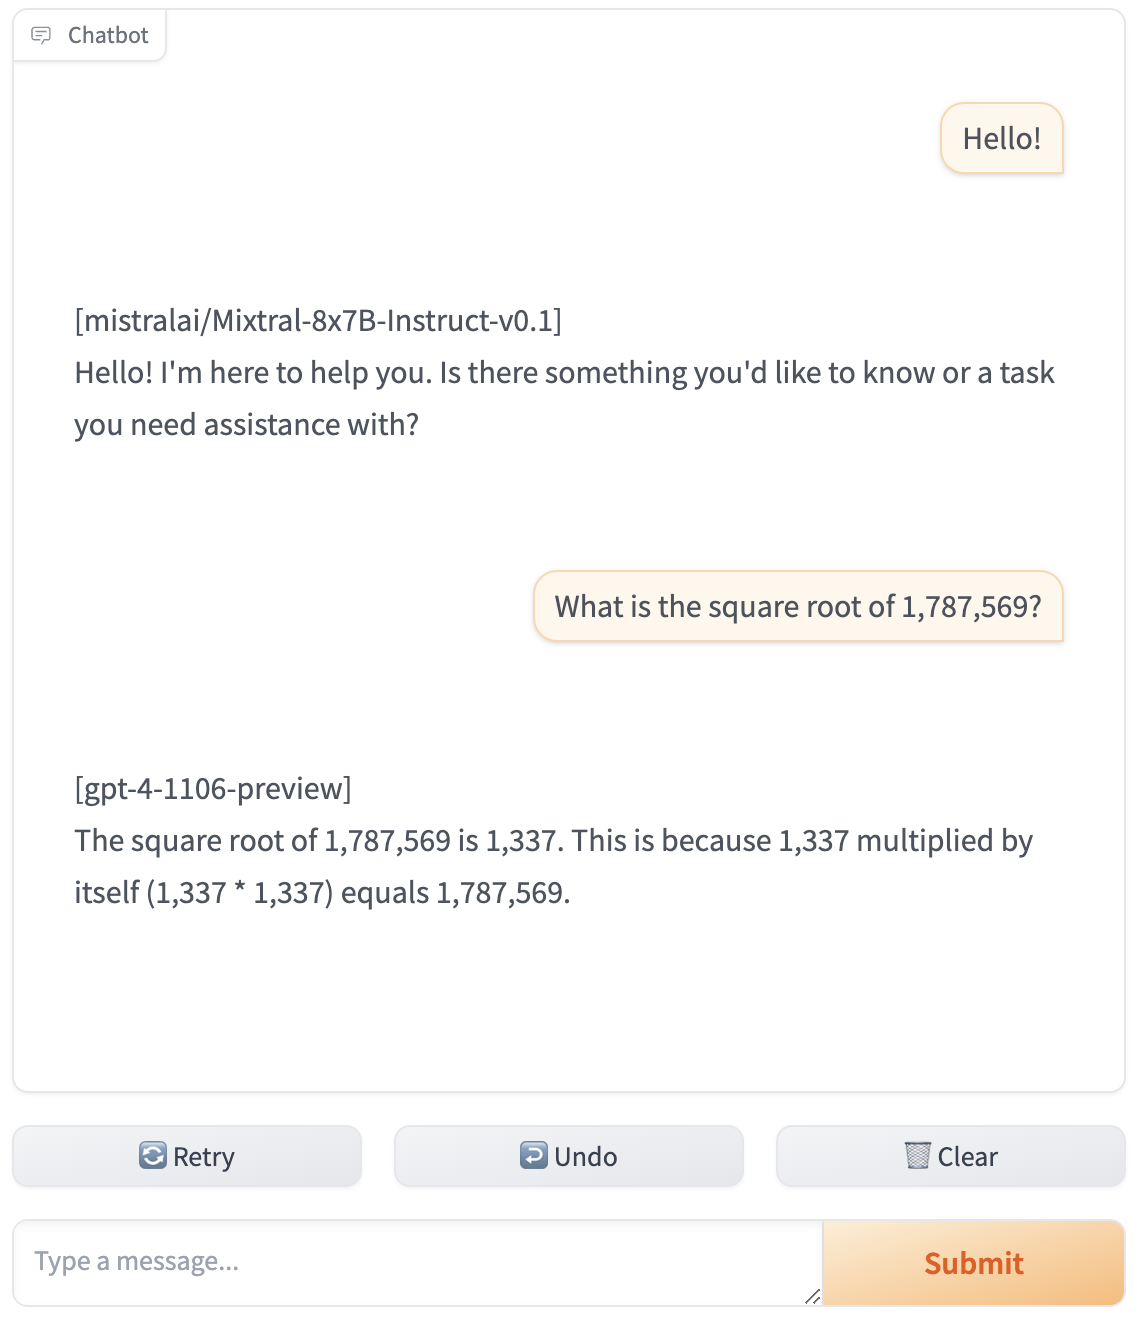 Chatbot
Hello!
[mistralai/Mixtral-8x7B-Instruct-v0.1]
Hello! I'm here to help you. Is there something you'd like to know or a task
you need assistance with?
What is the square root of 1,787,569?
[gpt-4-1106-preview]
The square root of 1,787,569 is 1,337. This is because 1,337 multiplied by
itself (1,337 * 1,337) equals 1,787,569.
Retry
Undo
Clear
Type a message...
Submit